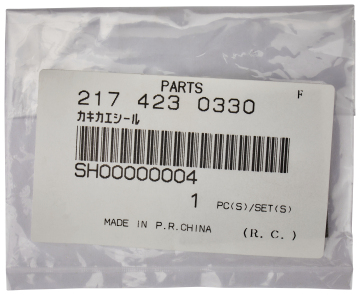 PARTS F
217 423 0330
カキカエシール
SH00000004
1 PC(S)/SET(S)
MADE IN P.R.CHINA (R.C.)